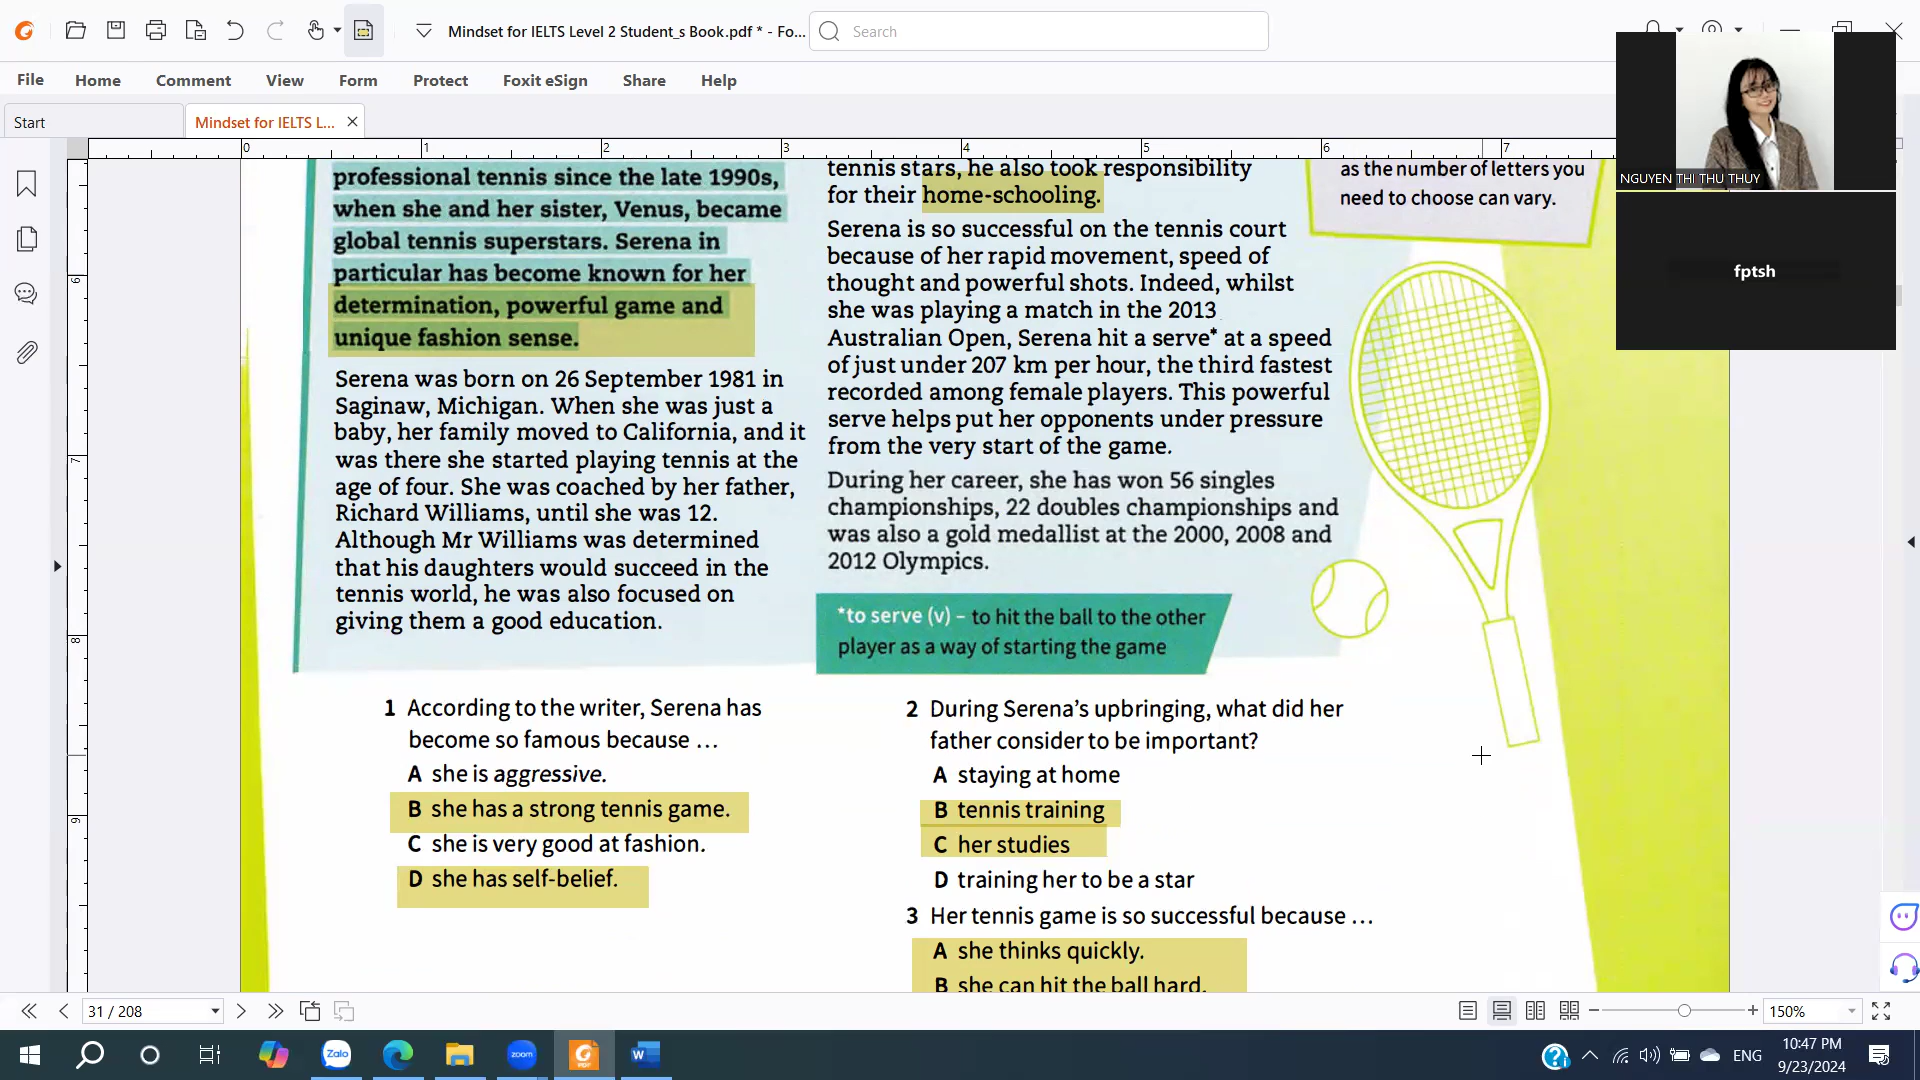 Mindset for IELTS Level 2 Student_s Book.pdf * - Fo...
Search
File
Home
Comment
View
Form
Protect
Foxit eSign
Share
Help
Start
Mindset for IELTS L...
NGUYEN THI THU THUY
fptsh
professional tennis since the late 1990s,
when she and her sister, Venus, became
global tennis superstars. Serena in
particular has become known for her
determination, powerful game and
unique fashion sense.
Serena was born on 26 September 1981 in
Saginaw, Michigan. When she was just a
baby, her family moved to California, and it
was there she started playing tennis at the
age of four. She was coached by her father,
Richard Williams, until she was 12.
Although Mr Williams was determined
that his daughters would succeed in the
tennis world, he was also focused on
giving them a good education.
tennis stars, he also took responsibility
for their home-schooling.
Serena is so successful on the tennis court
because of her rapid movement, speed of
thought and powerful shots. Indeed, whilst
she was playing a match in the 2013
Australian Open, Serena hit a serve* at a speed
of just under 207 km per hour, the third fastest
recorded among female players. This powerful
serve helps put her opponents under pressure
from the very start of the game.
During her career, she has won 56 singles
championships, 22 doubles championships and
was also a gold medallist at the 2000, 2008 and
2012 Olympics.
*to serve (v) – to hit the ball to the other
player as a way of starting the game
as the number of letters you
need to choose can vary.
1 According to the writer, Serena has
become so famous because ...
A she is aggressive.
B she has a strong tennis game.
C she is very good at fashion.
D she has self-belief.
2 During Serena's upbringing, what did her
father consider to be important?
A staying at home
B tennis training
C her studies
D training her to be a star
3 Her tennis game is so successful because ...
A she thinks quickly.
B she can hit the ball hard.
0
1
2
3
4
5
6
7
6
7
8
9
31 / 208
150%
Zalo
zoom
ENG
10:47 PM
9/23/2024